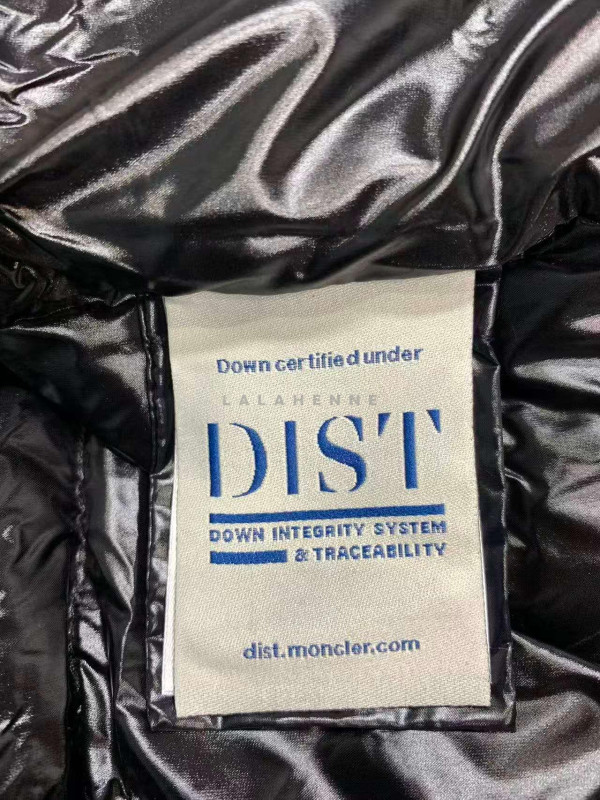 Down certified under
LALAHENNE
DIST
DOWN INTEGRITY SYSTEM
& TRACEABILITY
dist.moncler.com